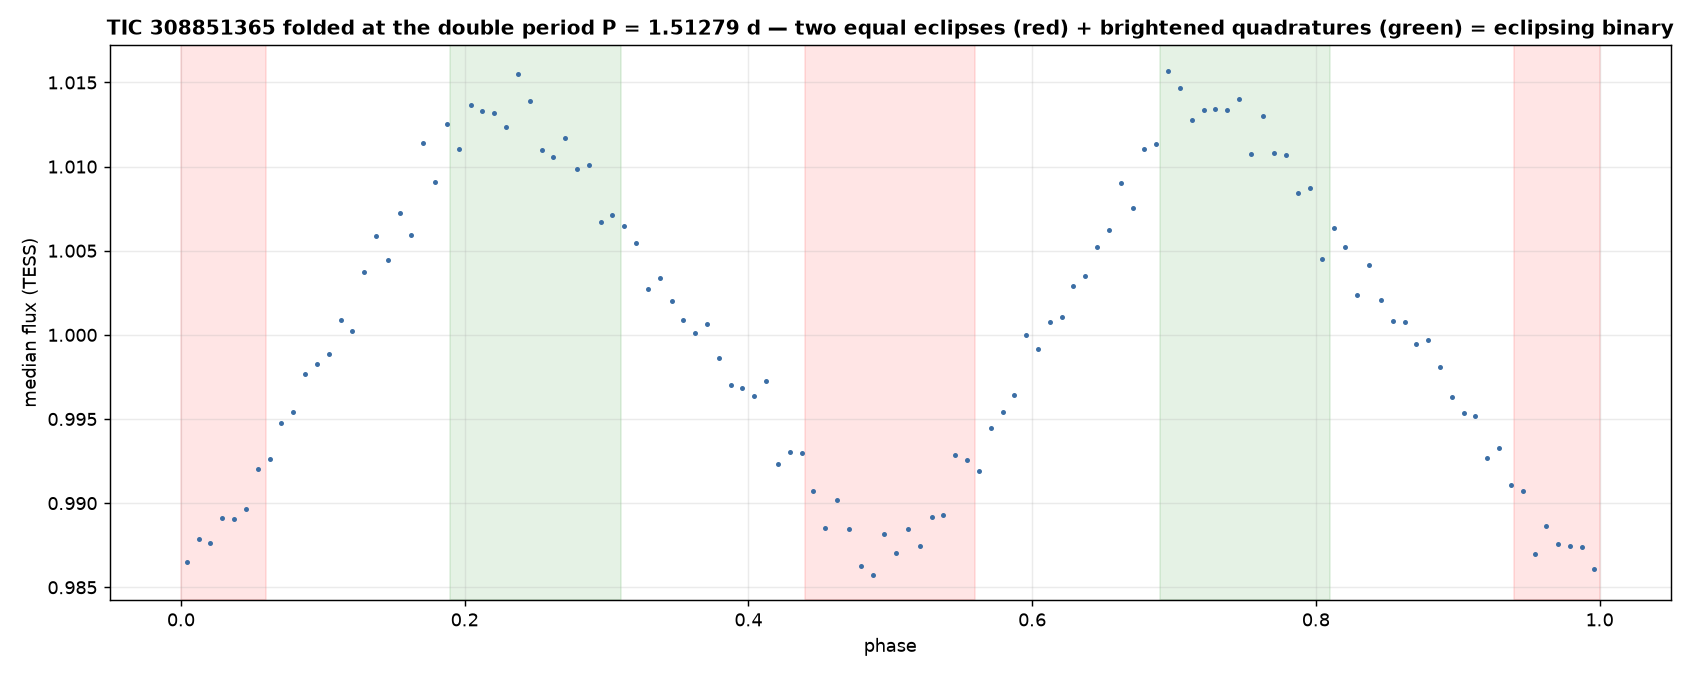 TIC 308851365 folded at the double period P = 1.51279 d — two equal eclipses (red) + brightened quadratures (green) = eclipsing binary
1.015
1.010
1.005
1.000
0.995
0.990
0.985
median flux (TESS)
0.0 0.2 0.4 0.6 0.8 1.0
phase